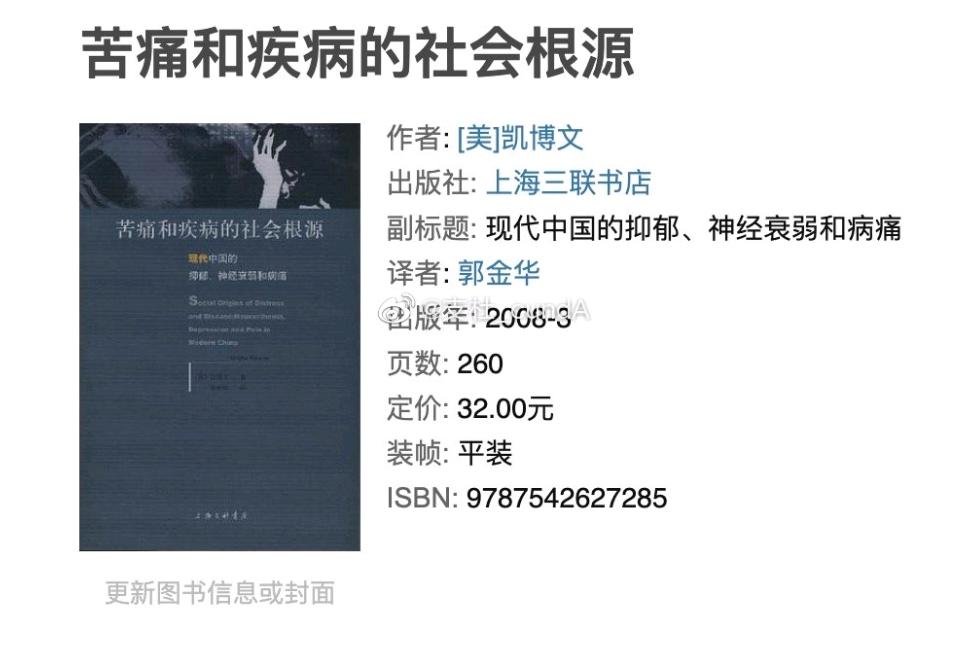 苦痛和疾病的社会根源
作者: [美]凯博文
出版社: 上海三联书店
副标题: 现代中国的抑郁、神经衰弱和病痛
译者: 郭金华
出版年: 2008-3
页数: 260
定价: 32.00元
装帧: 平装
ISBN: 9787542627285
苦痛和疾病的社会根源
现代中国的
抑郁、神经衰弱和病痛
Social Origins of Distress
and Disease:Neurasthenia,
Depression and Pain in
Modern China
上海三联书店
更新图书信息或封面